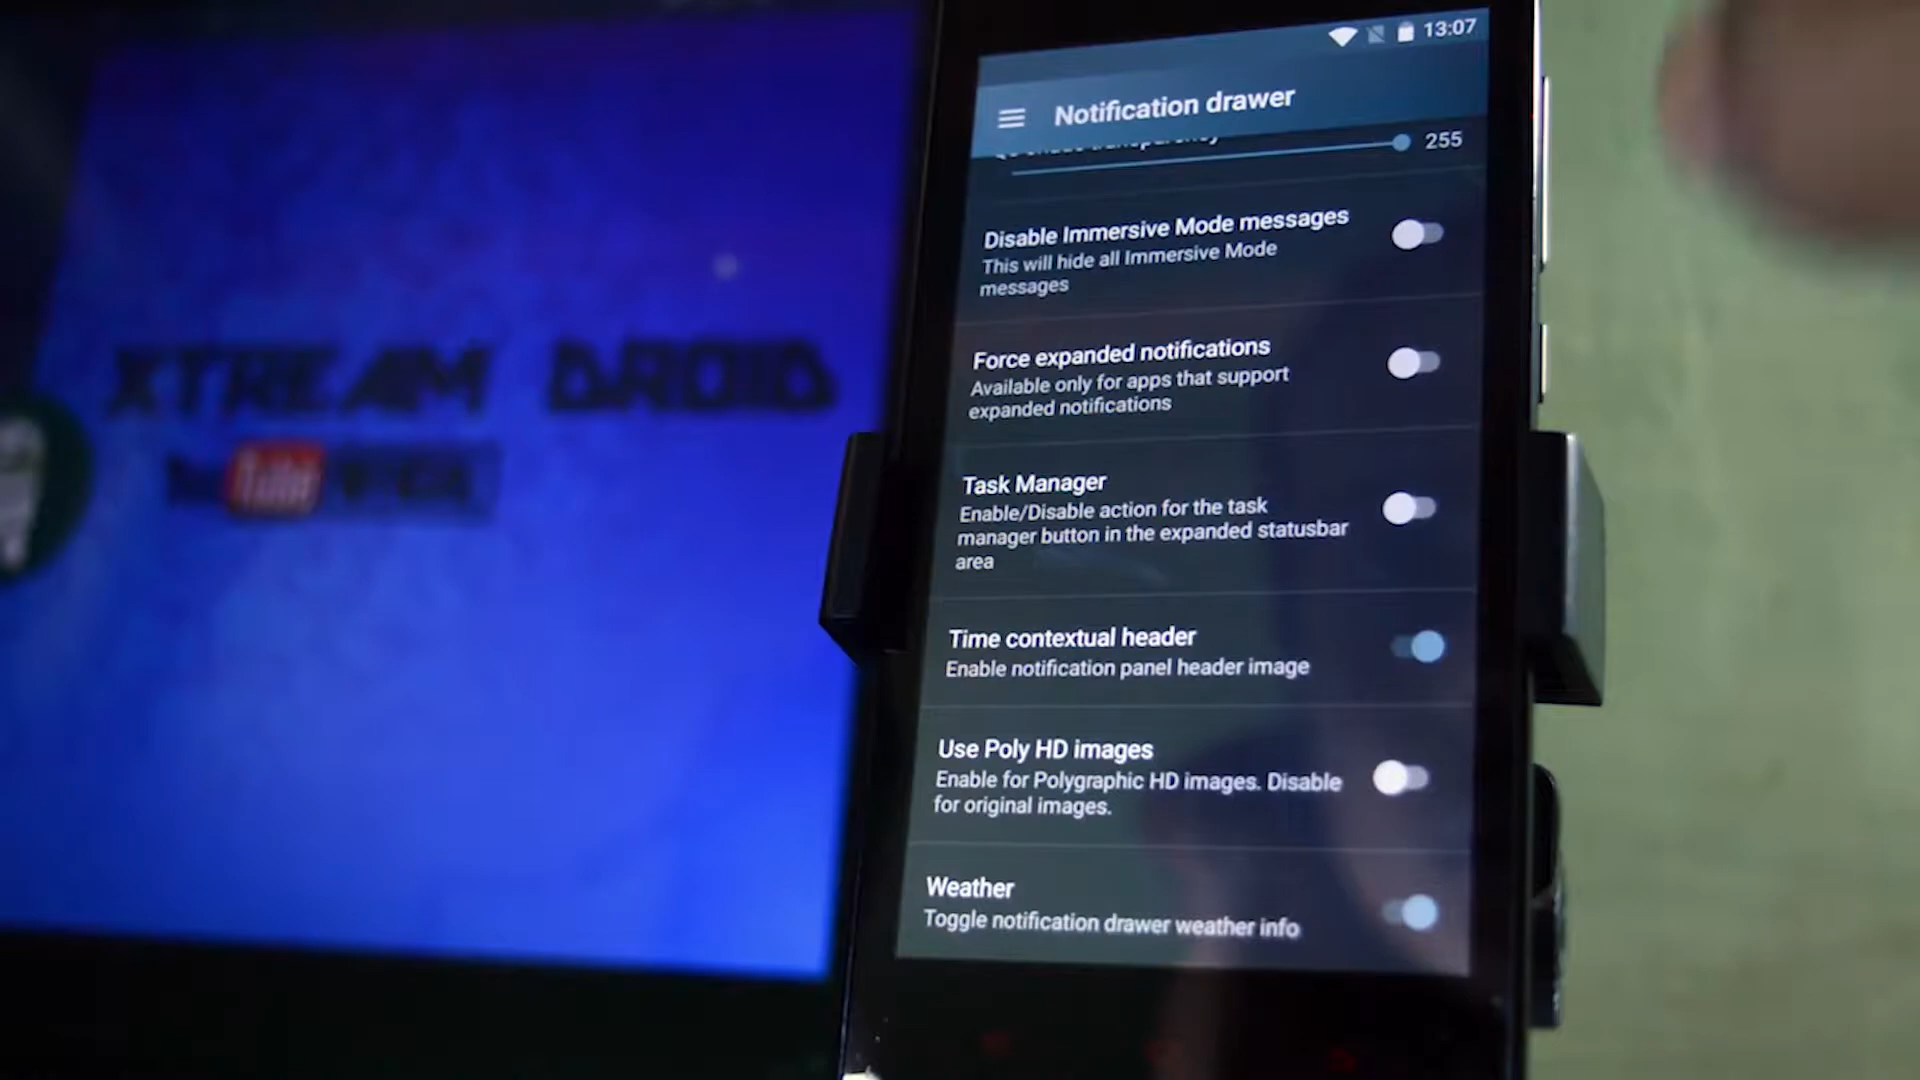 XTREAM DROID
Tube
13:07
Notification drawer
transparency
255
Disable Immersive Mode messages
This will hide all Immersive Mode
messages
Force expanded notifications
Available only for apps that support
expanded notifications
Task Manager
Enable/Disable action for the task
manager button in the expanded statusbar
area
Time contextual header
Enable notification panel header image
Use Poly HD images
Enable for Polygraphic HD images. Disable
for original images.
Weather
Toggle notification drawer weather info